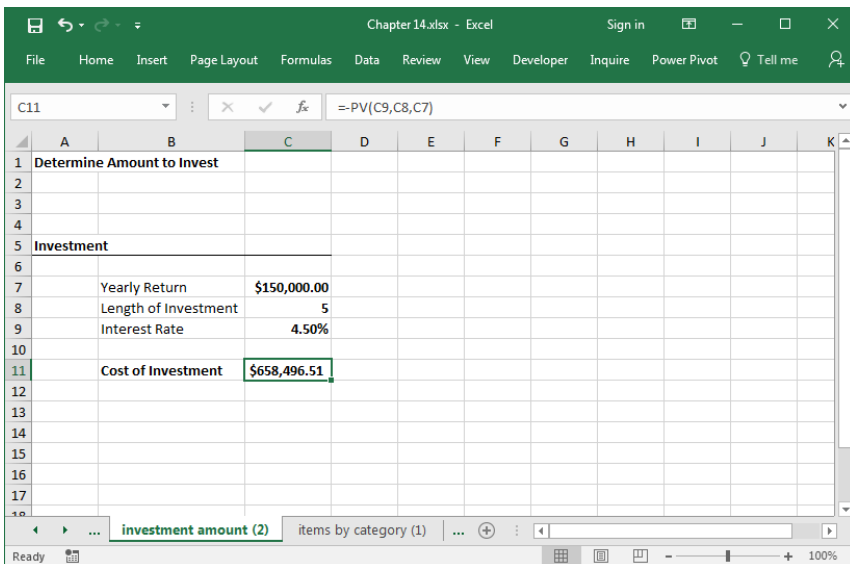 Chapter 14.xlsx - Excel Sign in
File Home Insert Page Layout Formulas Data Review View Developer Inquire Power Pivot Tell me
C11 fx =-PV(C9,C8,C7)
A B C D E F G H I J K
1 Determine Amount to Invest
2
3
4
5 Investment
6
7 Yearly Return $150,000.00
8 Length of Investment 5
9 Interest Rate 4.50%
10
11 Cost of Investment $658,496.51
12
13
14
15
16
17
18
... investment amount (2) items by category (1) ...
Ready 100%